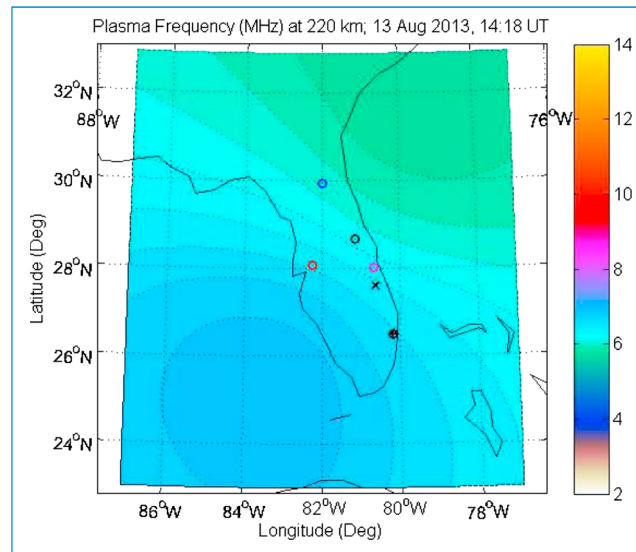 Plasma Frequency (MHz) at 220 km; 13 Aug 2013, 14:18 UT
32°N
88°W
76°W
30°N
28°N
26°N
24°N
Latitude (Deg)
86°W 84°W 82°W 80°W 78°W
Longitude (Deg)
14
12
10
8
6
4
2